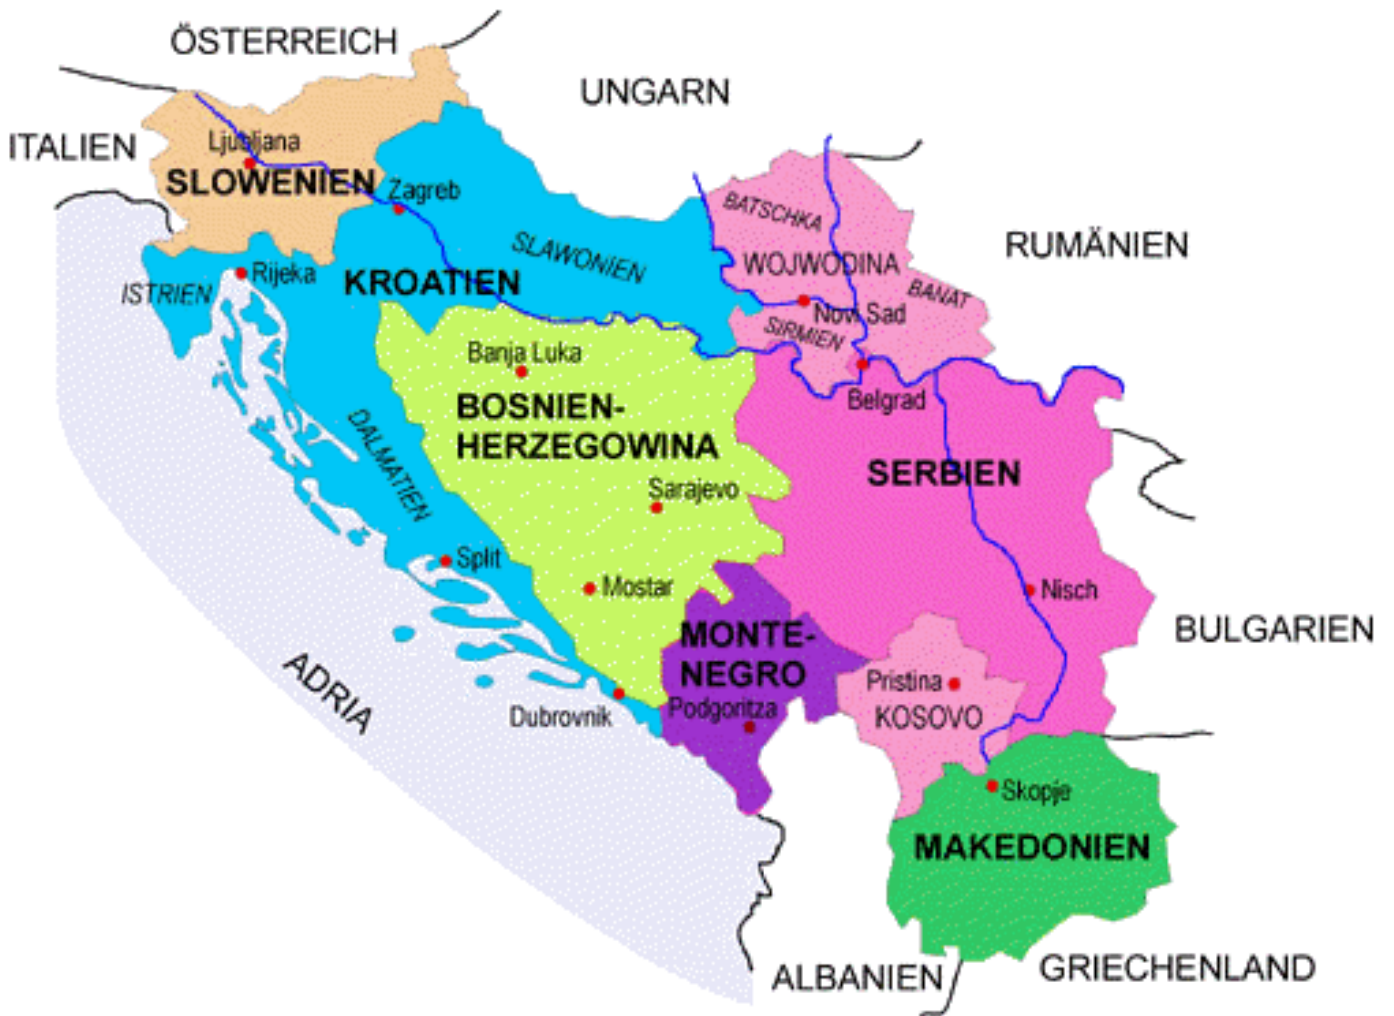 ÖSTERREICH
UNGARN
ITALIEN
Ljubljana
SLOWENIEN
Zagreb
BATSCHKA
SLAWONIEN
RUMÄNIEN
WOJWODINA
Rijeka
KROATIEN
ISTRIEN
BANAT
Novi Sad
SIRMIEN
Banja Luka
Belgrad
BOSNIEN-
HERZEGOWINA
DALMATIEN
SERBIEN
Sarajevo
Split
Mostar
Nisch
BULGARIEN
MONTE-
NEGRO
ADRIA
Pristina
Podgoritza
Dubrovnik
KOSOVO
Skopje
MAKEDONIEN
ALBANIEN
GRIECHENLAND